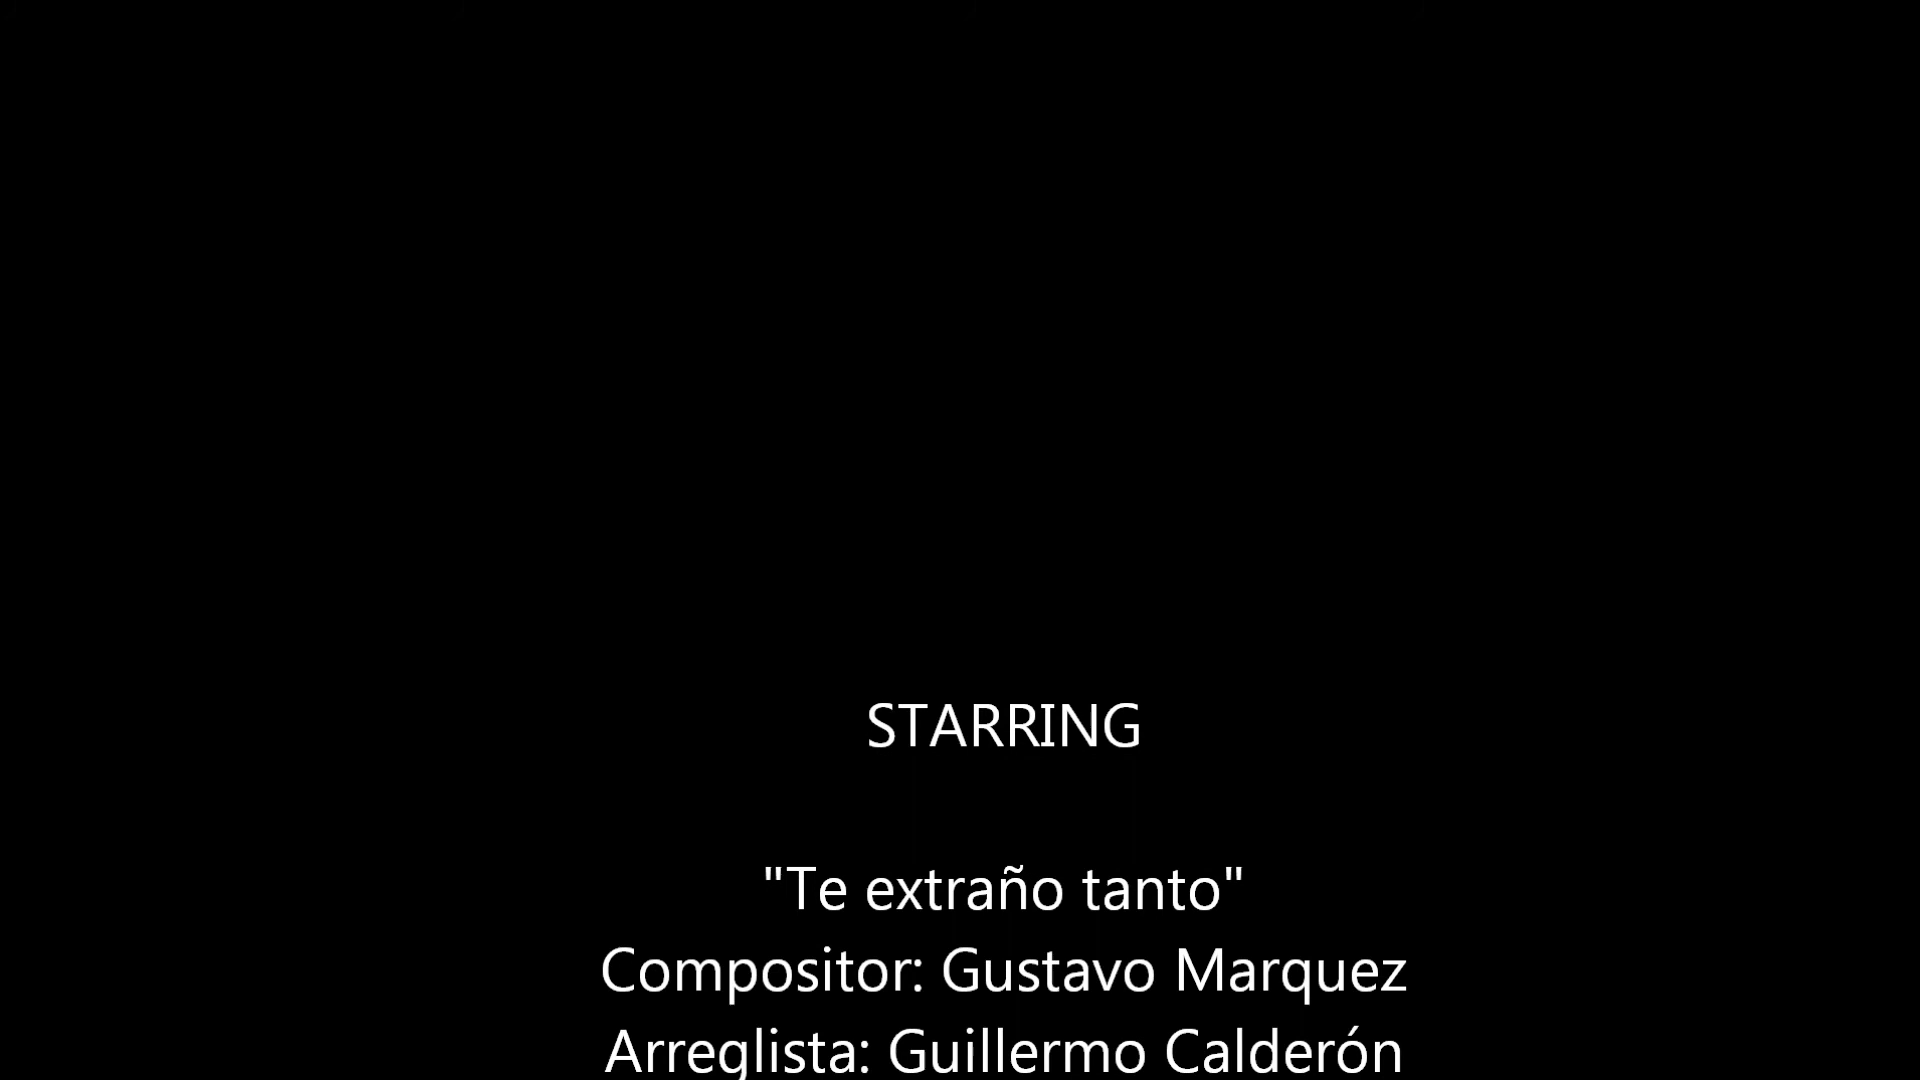 STARRING
"Te extraño tanto"
Compositor: Gustavo Marquez
Arreglista: Guillermo Calderón